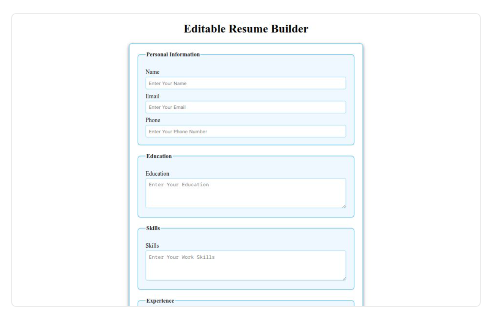 Editable Resume Builder
Personal Information
Name
Enter Your Name
Email
Enter Your Email
Phone
Enter Your Phone Number
Education
Education
Enter Your Education
Skills
Skills
Enter Your Work Skills
Experience